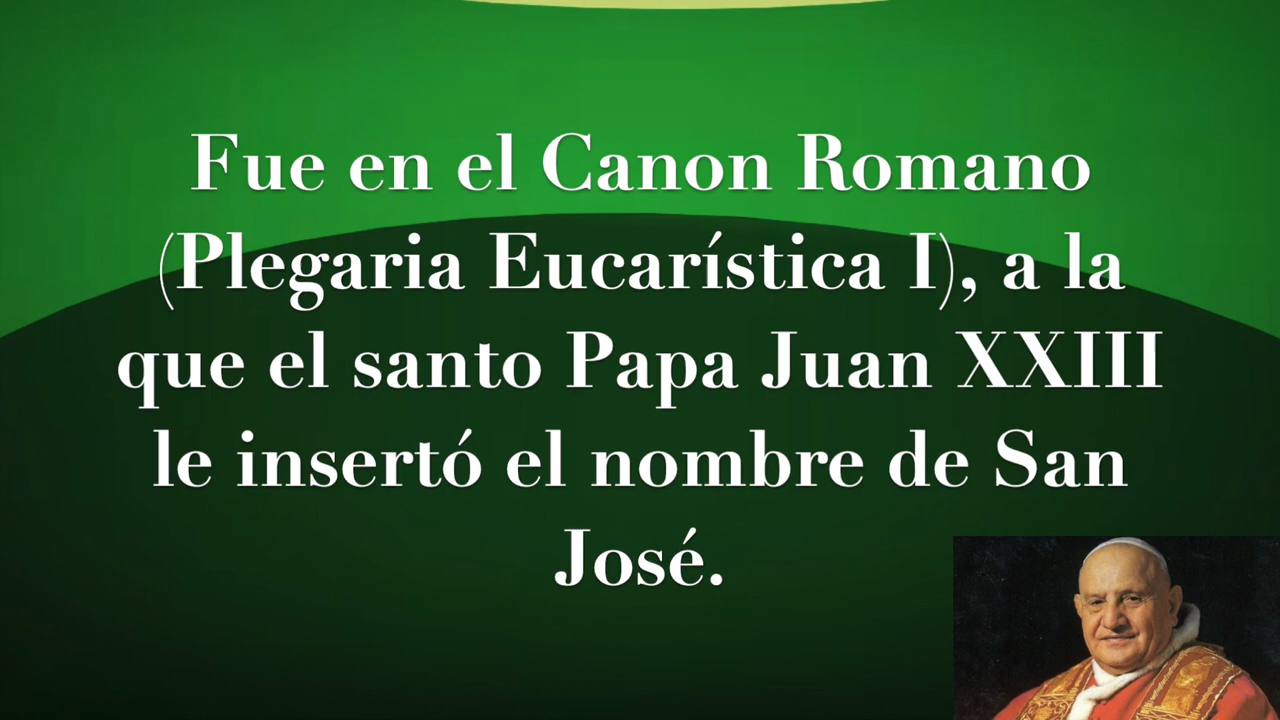 Fue en el Canon Romano
(Plegaria Eucarística I), a la
que el santo Papa Juan XXIII
le insertó el nombre de San
José.